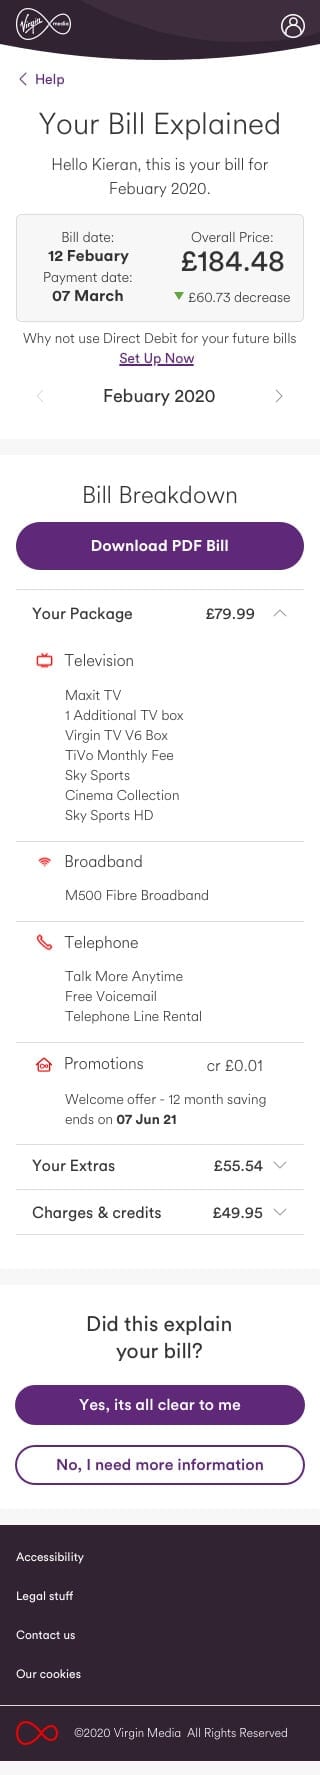 Virgin media
Help
Your Bill Explained
Hello Kieran, this is your bill for
Febuary 2020.
Bill date:
12 Febuary
Payment date:
07 March
Overall Price:
£184.48
£60.73 decrease
Why not use Direct Debit for your future bills
Set Up Now
Febuary 2020
Bill Breakdown
Download PDF Bill
Your Package £79.99
Television
Maxit TV
1 Additional TV box
Virgin TV V6 Box
TiVo Monthly Fee
Sky Sports
Cinema Collection
Sky Sports HD
Broadband
M500 Fibre Broadband
Telephone
Talk More Anytime
Free Voicemail
Telephone Line Rental
Promotions cr £0.01
Welcome offer - 12 month saving
ends on 07 Jun 21
Your Extras £55.54
Charges & credits £49.95
Did this explain
your bill?
Yes, its all clear to me
No, I need more information
Accessibility
Legal stuff
Contact us
Our cookies
©2020 Virgin Media All Rights Reserved